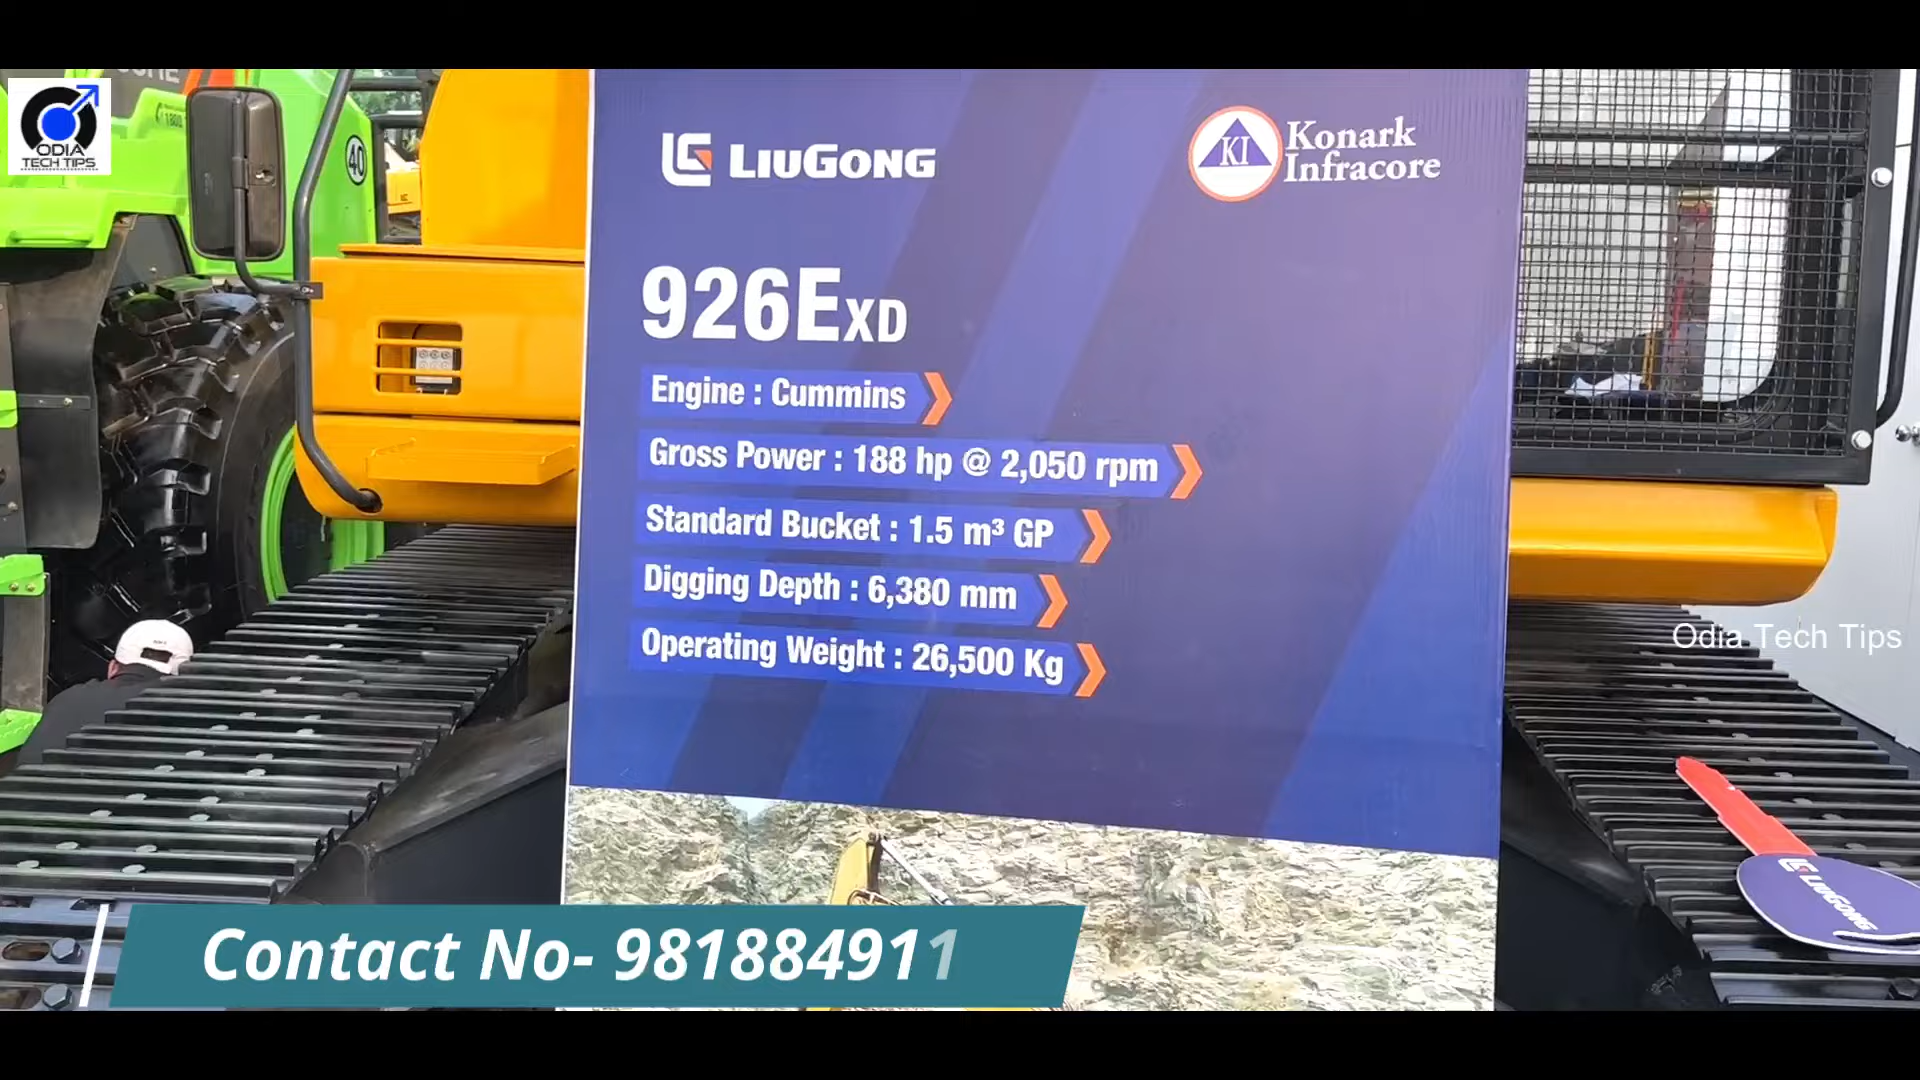 ODIA
TECH TIPS
40
LIUGONG
Konark
Infracore
KI
926EXD
Engine : Cummins
Gross Power : 188 hp @ 2,050 rpm
Standard Bucket : 1.5 m³ GP
Digging Depth : 6,380 mm
Operating Weight : 26,500 Kg
Odia Tech Tips
LIUGONG
Contact No- 981884911